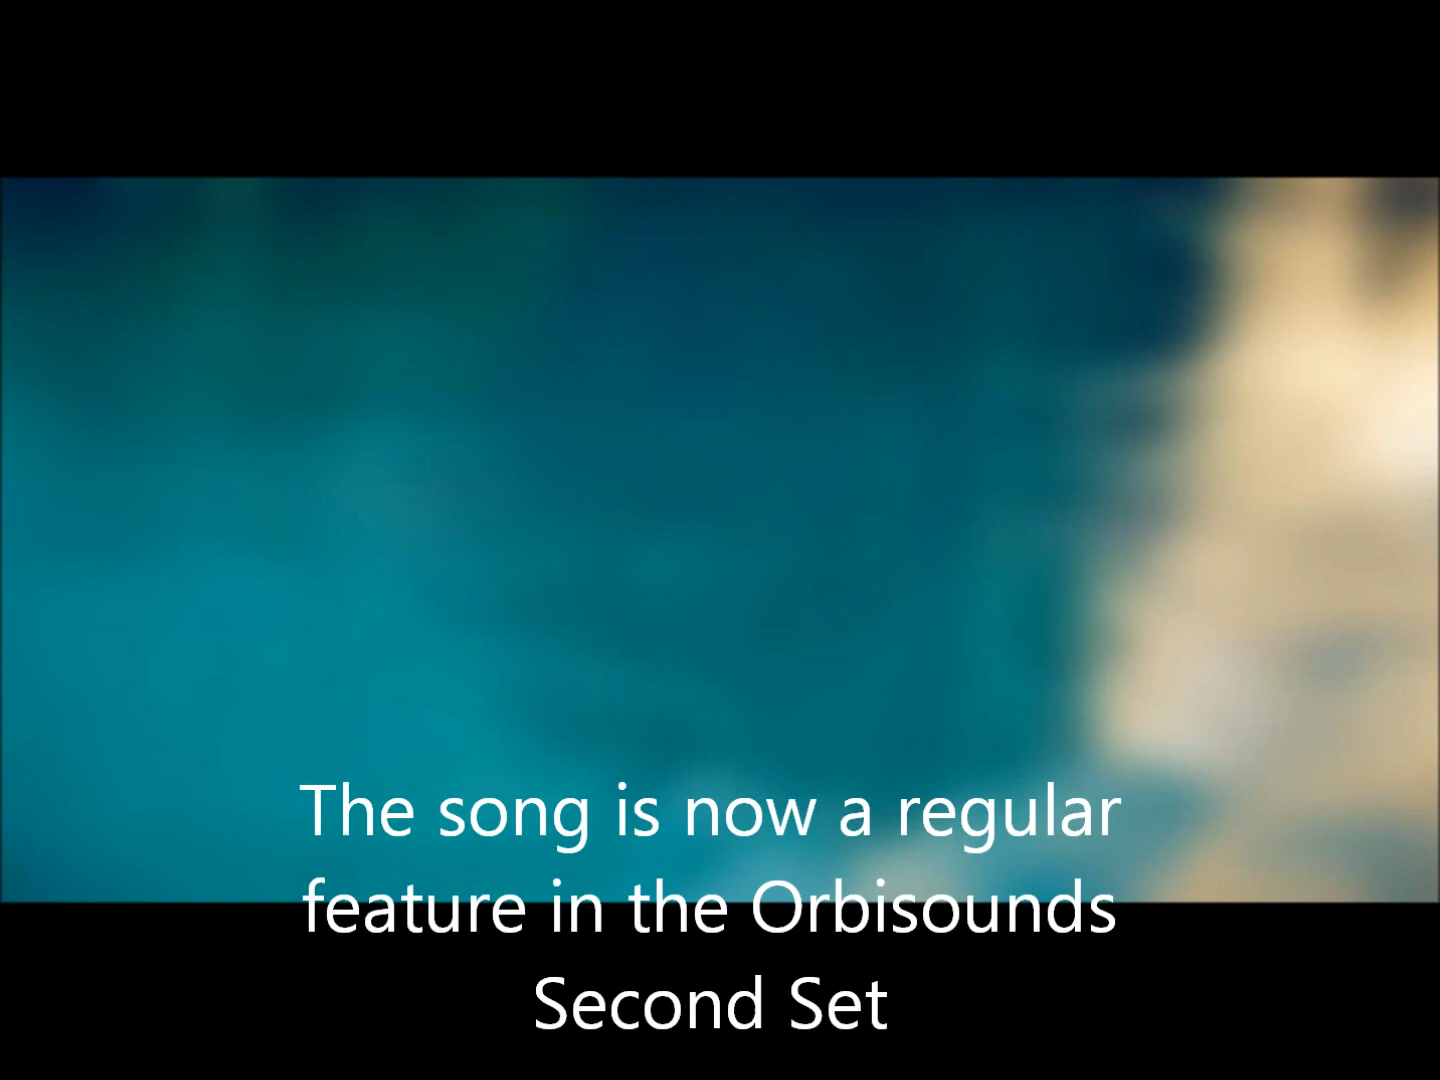 The song is now a regular
feature in the Orbisounds
Second Set